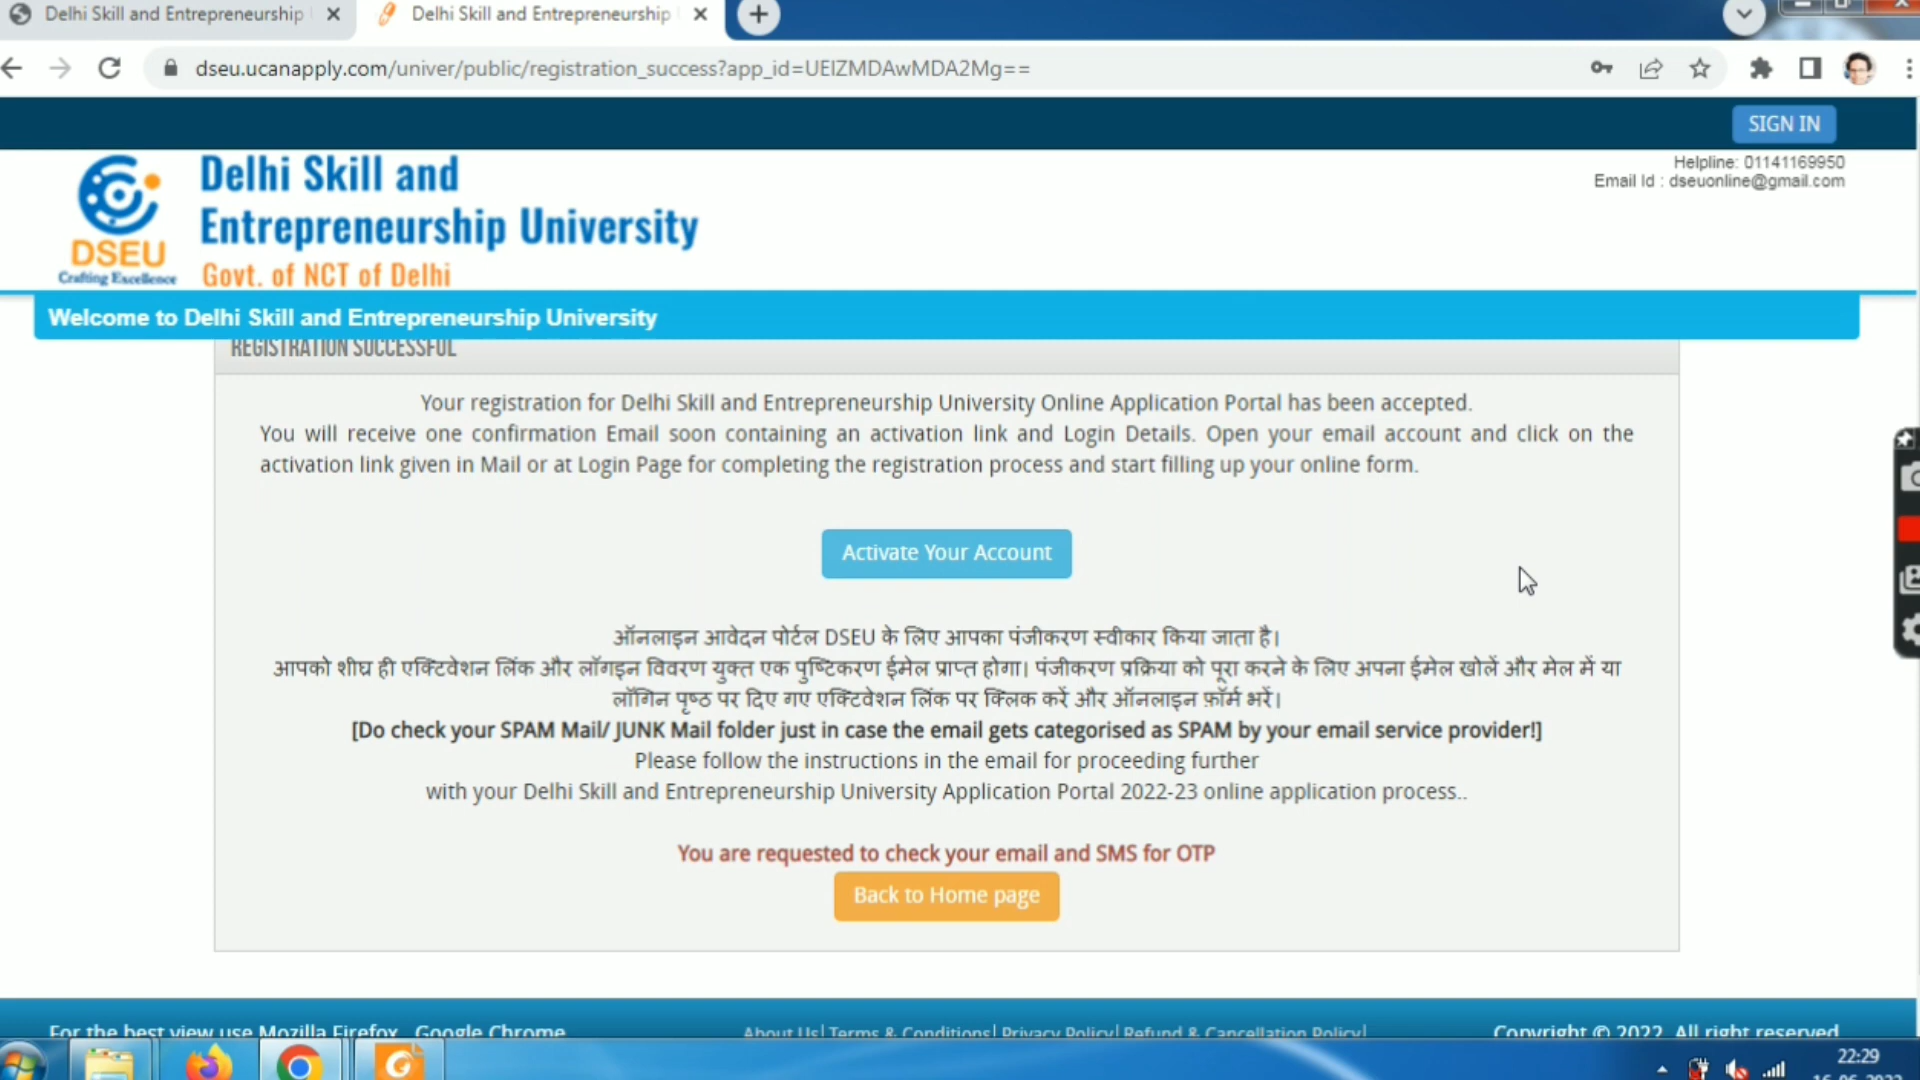 Delhi Skill and Entrepreneurship
Delhi Skill and Entrepreneurship
dseu.ucanapply.com/univer/public/registration_success?app_id=UElZMDAwMDA2Mg==
SIGN IN
Helpline: 01141169950
Email Id : dseuonline@gmail.com
Delhi Skill and
Entrepreneurship University
Govt. of NCT of Delhi
DSEU
Crafting Excellence
Welcome to Delhi Skill and Entrepreneurship University
REGISTRATION SUCCESSFUL
Your registration for Delhi Skill and Entrepreneurship University Online Application Portal has been accepted.
You will receive one confirmation Email soon containing an activation link and Login Details. Open your email account and click on the
activation link given in Mail or at Login Page for completing the registration process and start filling up your online form.
Activate Your Account
ऑनलाइन आवेदन पोर्टल DSEU के लिए आपका पंजीकरण स्वीकार किया जाता है।
आपको शीघ्र ही एक्टिवेशन लिंक और लॉगइन विवरण युक्त एक पुष्टिकरण ईमेल प्राप्त होगा। पंजीकरण प्रक्रिया को पूरा करने के लिए अपना ईमेल खोलें और मेल में या
लॉगिन पृष्ठ पर दिए गए एक्टिवेशन लिंक पर क्लिक करें और ऑनलाइन फ़ॉर्म भरें।
[Do check your SPAM Mail/ JUNK Mail folder just in case the email gets categorised as SPAM by your email service provider!]
Please follow the instructions in the email for proceeding further
with your Delhi Skill and Entrepreneurship University Application Portal 2022-23 online application process..
You are requested to check your email and SMS for OTP
Back to Home page
For the best view use Mozilla Firefox, Google Chrome
About Us| Terms & Conditions| Privacy Policy| Refund & Cancellation Policy|
Copyright © 2022. All right reserved
22:29